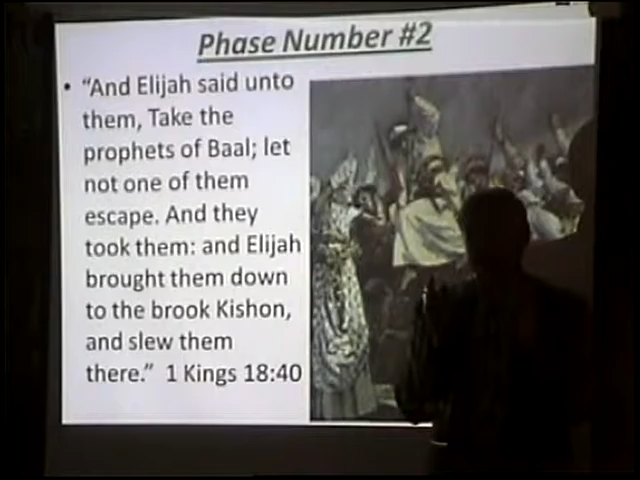 Phase Number #2
• “And Elijah said unto
them, Take the
prophets of Baal; let
not one of them
escape. And they
took them: and Elijah
brought them down
to the brook Kishon,
and slew them
there.” 1 Kings 18:40